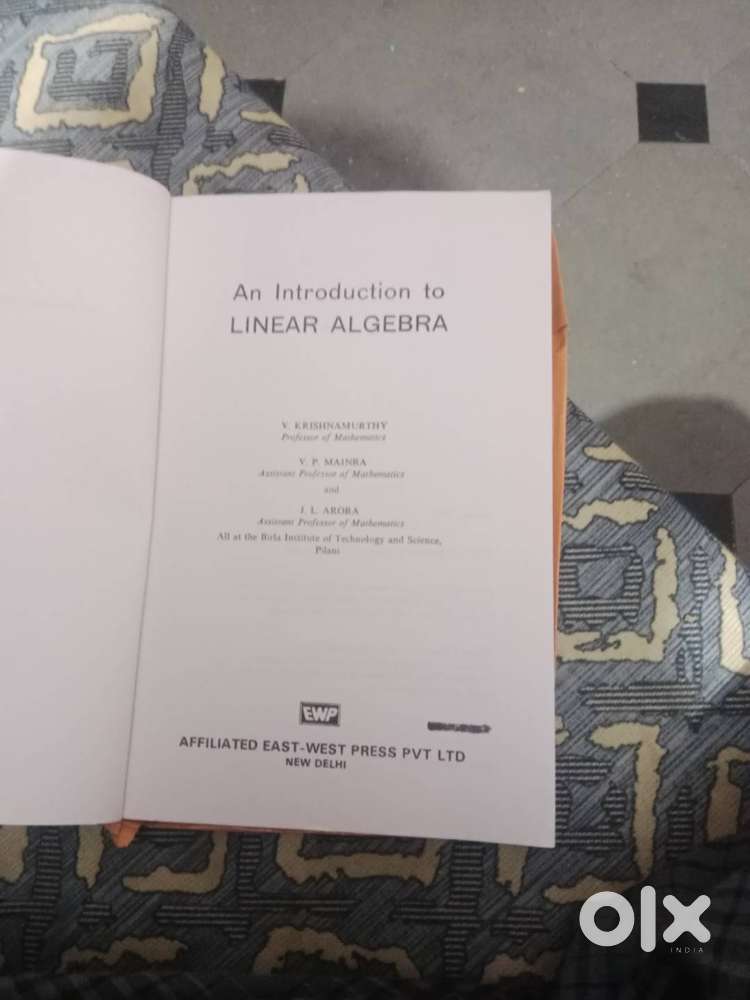 An Introduction to
LINEAR ALGEBRA
V. KRISHNAMURTHY
Professor of Mathematics
V. P. MAINRA
Assistant Professor of Mathematics
and
J. L. ARORA
Assistant Professor of Mathematics
All at the Birla Institute of Technology and Science,
Pilani
EWP
AFFILIATED EAST-WEST PRESS PVT LTD
NEW DELHI
olx
INDIA